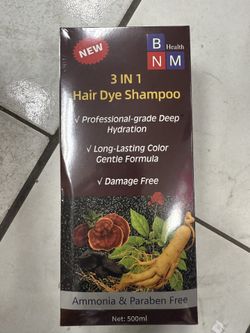 NEW
B Health
NM
3 IN 1
Hair Dye Shampoo
√ Professional-grade Deep
Hydration
√ Long-Lasting Color
Gentle Formula
√ Damage Free
Ammonia & Paraben Free
Net: 500ml